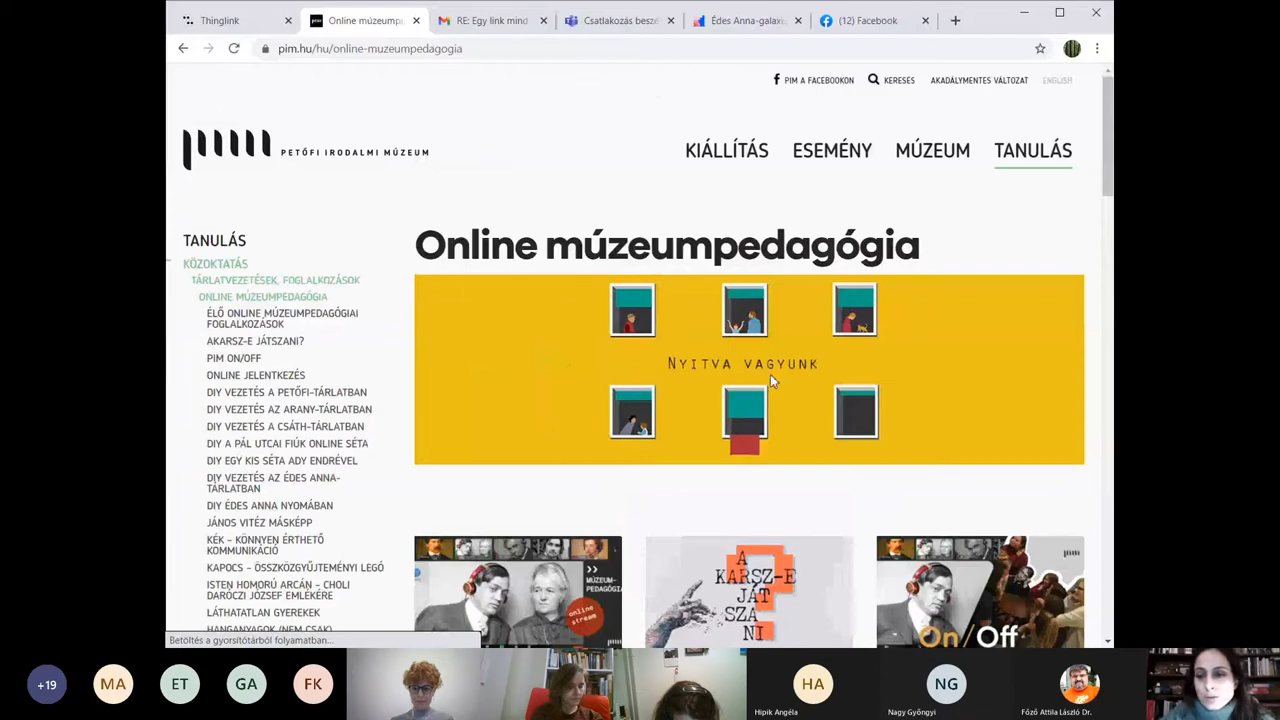 Thinglink
Online múzeumpe
RE: Egy link mind
Csatlakozás beszé
Édes Anna-galaxi
(12) Facebook
pim.hu/hu/online-muzeumpedagogia
PIM A FACEBOOKON
KERESÉS
AKADÁLYMENTES VÁLTOZAT
ENGLISH
PETŐFI IRODALMI MÚZEUM
KIÁLLÍTÁS
ESEMÉNY
MÚZEUM
TANULÁS
TANULÁS
KÖZOKTATÁS
TÁRLATVEZETÉSEK, FOGLALKOZÁSOK
ONLINE MÚZEUMPEDAGÓGIA
ÉLŐ ONLINE MÚZEUMPEDAGÓGIAI
FOGLALKOZÁSOK
AKARSZ-E JÁTSZANI?
PIM ON/OFF
ONLINE JELENTKEZÉS
DIY VEZETÉS A PETŐFI-TÁRLATBAN
DIY VEZETÉS AZ ARANY-TÁRLATBAN
DIY VEZETÉS A CSÁTH-TÁRLATBAN
DIY A PÁL UTCAI FIÚK ONLINE SÉTA
DIY EGY KIS SÉTA ADY ENDRÉVEL
DIY VEZETÉS AZ ÉDES ANNA-
TÁRLATBAN
DIY ÉDES ANNA NYOMÁBAN
JÁNOS VITÉZ MÁSKÉPP
KÉK – KÖNNYEN ÉRTHETŐ
KOMMUNIKÁCIÓ
KAPOCS – ÖSSZKÖZGYŰJTEMÉNYI LEGÓ
ISTEN HOMORÚ ARCÁN – CHOLI
DARÓCZI JÓZSEF EMLÉKÉRE
LÁTHATATLAN GYEREKEK
HANGANYAGOK (NEM CSAK)
Betöltés a gyorsítótárból folyamatban...
Online múzeumpedagógia
NYITVA VAGYUNK
>> MÚZEUM-
PEDAGÓGIA
online
stream
A
KARSZ-E
JÁT
SZA
NI
?
On/Off
+19
MA
ET
GA
FK
HA
Hipik Angéla
NG
Nagy Gyöngyi
Főző Attila László Dr.